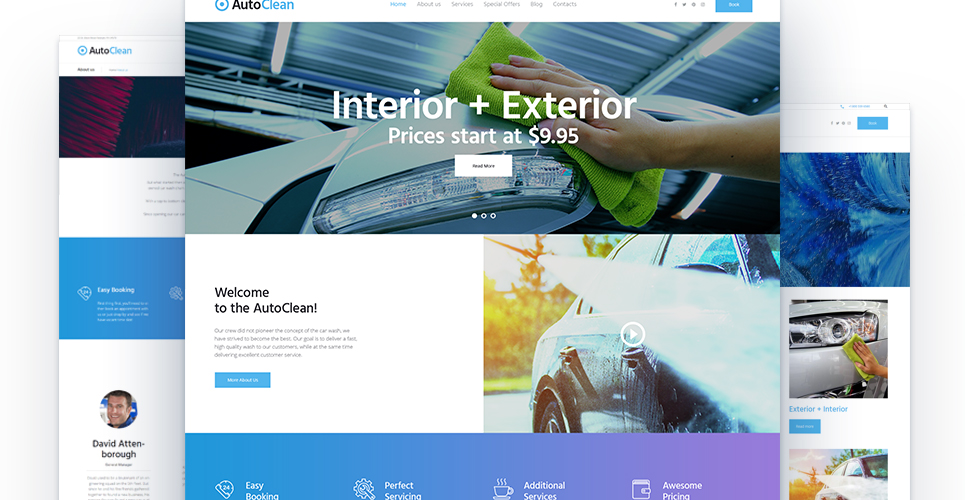 AutoClean
About us
Easy Booking
David Atten-
borough
General Manager
AutoClean
Home About us Services Special Offers Blog Contacts
Book
Interior + Exterior
Prices start at $9.95
Read More
Welcome
to the AutoClean!
Our crew did not pioneer the concept of the car wash, we
have strived to become the best. Our goal is to deliver a fast,
high quality wash to our customers, while at the same time
delivering excellent customer service.
More About Us
24
Easy
Booking
Perfect
Servicing
Additional
Services
Awesome
Pricing
Book
Exterior + Interior
Read more